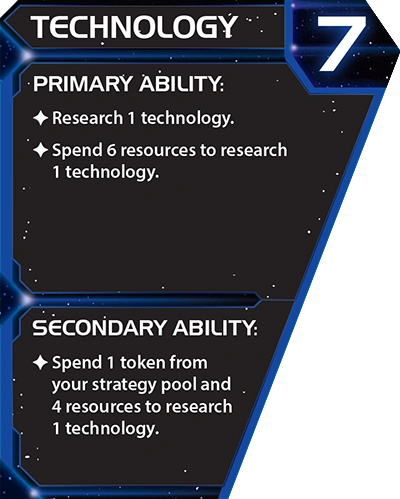 TECHNOLOGY
7
PRIMARY ABILITY:
Research 1 technology.
Spend 6 resources to research
1 technology.
SECONDARY ABILITY:
Spend 1 token from
your strategy pool and
4 resources to research
1 technology.